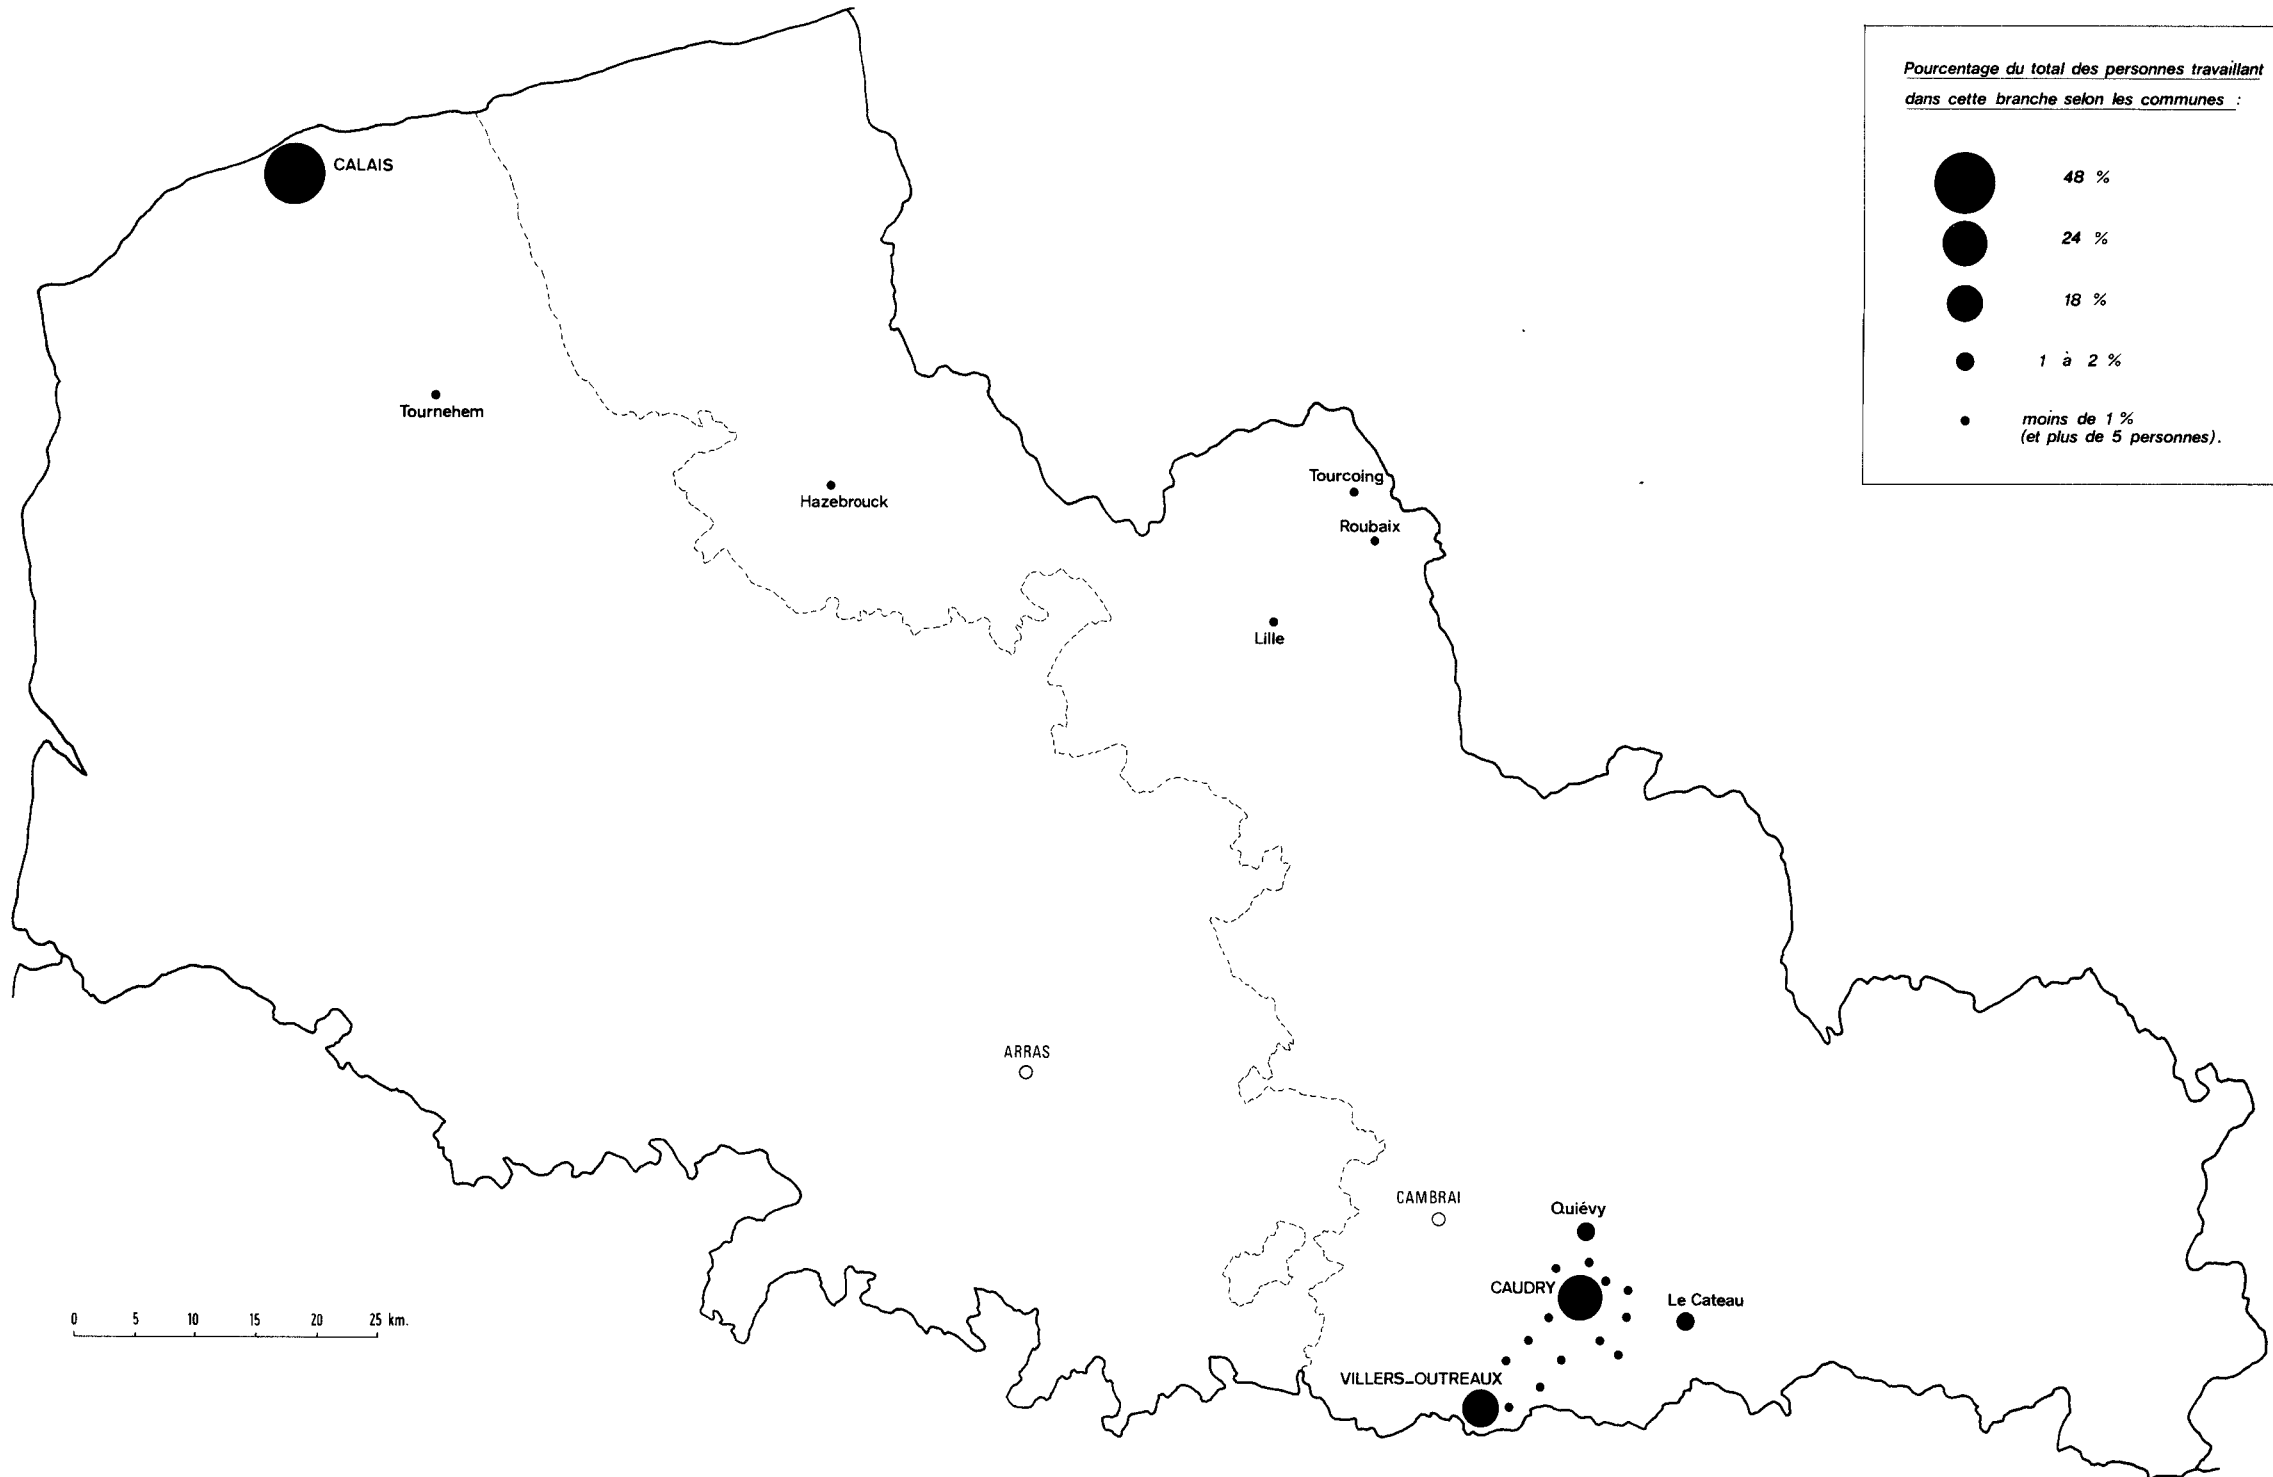 Pourcentage du total des personnes travaillant
dans cette branche selon les communes :
48 %
24 %
18 %
1 à 2 %
moins de 1 %
(et plus de 5 personnes).
CALAIS
Tournehem
Hazebrouck
Tourcoing
Roubaix
Lille
ARRAS
CAMBRAI
Quiévy
CAUDRY
Le Cateau
VILLERS_OUTREAUX
0 5 10 15 20 25 km.